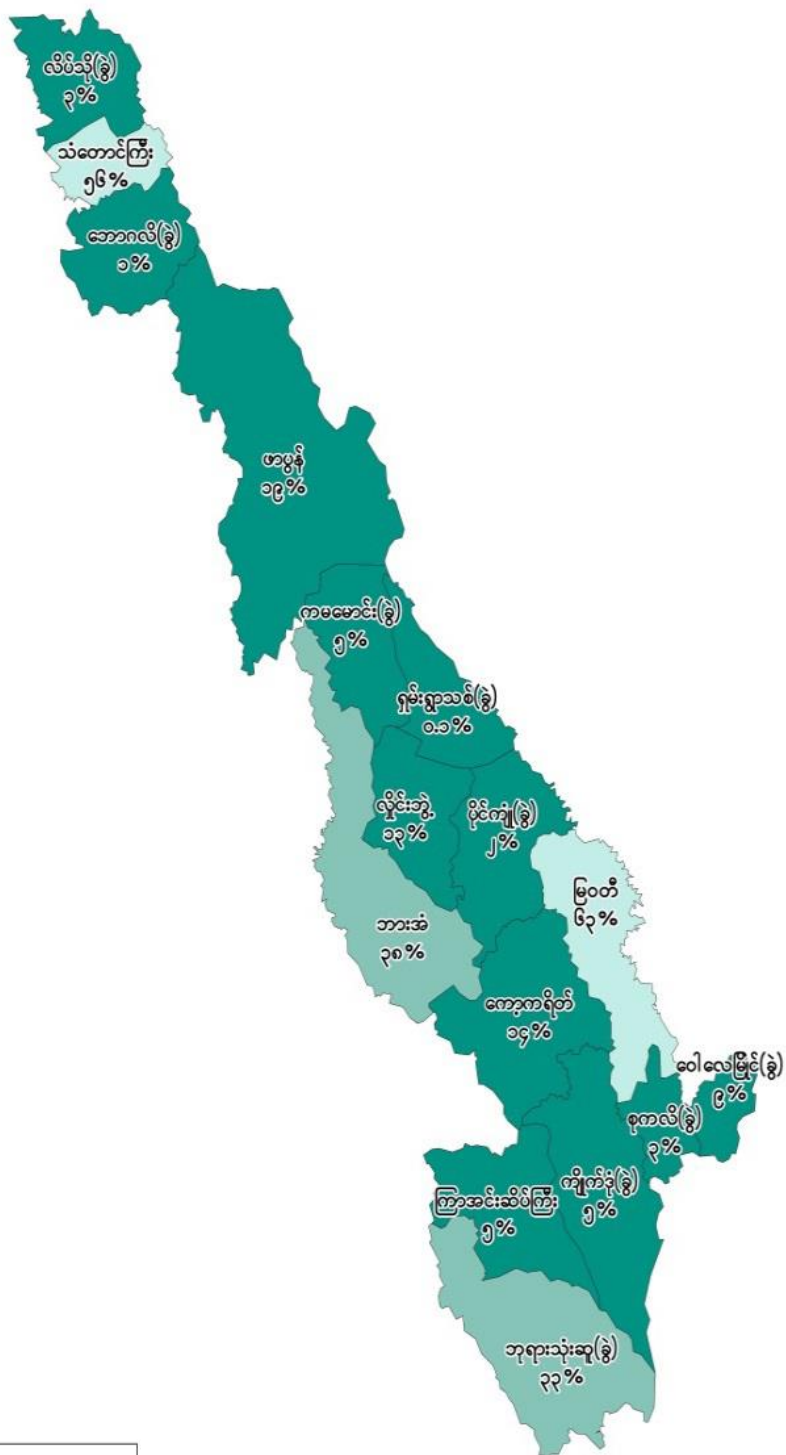 လိပ်သို(ခွဲ)
၃%
သံတောင်ကြီး
၅၆%
ဘောဂလိ(ခွဲ)
၁%
ဖာပွန်
၁၉%
ကမမောင်း(ခွဲ)
၅%
ရှမ်းရွာသစ်(ခွဲ)
၀.၁%
လှိုင်းဘွဲ့
၁၃%
ပိုင်ကျုံ(ခွဲ)
၂%
မြဝတီ
၆၃%
ဘားအံ
၃၈%
ကော့ကရိတ်
၁၄%
ဝေါလေမြိုင်(ခွဲ)
၉%
စုကလိ(ခွဲ)
၃%
ကျိုက်ဒုံ(ခွဲ)
၅%
ကြာအင်းဆိပ်ကြီး
၅%
ဘုရားသုံးဆူ(ခွဲ)
၃၃%